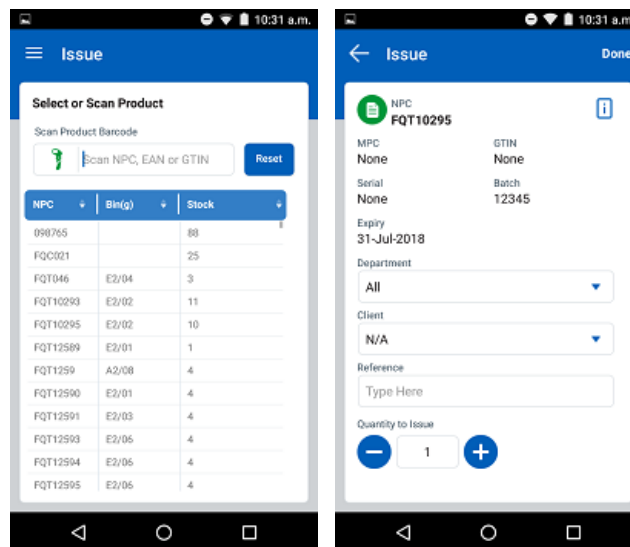 10:31 a.m.
Issue
Select or Scan Product
Scan Product Barcode
Scan NPC, EAN or GTIN
Reset
NPC Bin(g) Stock
098765 88
FQC021 25
FQT046 E2/04 3
FQT10293 E2/02 11
FQT10295 E2/02 10
FQT12589 E2/01 1
FQT1259 A2/08 4
FQT12590 E2/01 4
FQT12591 E2/03 4
FQT12593 E2/06 4
FQT12594 E2/06 4
FQT12595 E2/06 4
10:31 a.m
Issue Done
NPC
FQT10295
MPC GTIN
None None
Serial Batch
None 12345
Expiry
31-Jul-2018
Department
All
Client
N/A
Reference
Type Here
Quantity to Issue
1